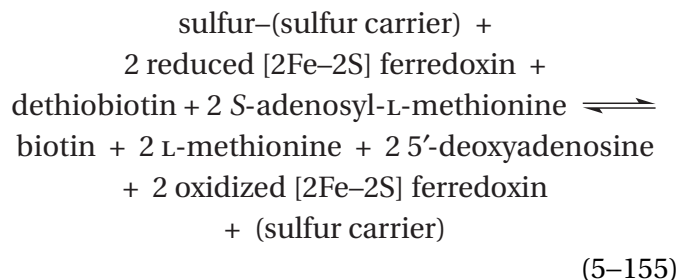 sulfur–(sulfur carrier) +
2 reduced [2Fe–2S] ferredoxin +
dethiobiotin + 2 S-adenosyl-ʟ-methionine ⇌
biotin + 2 ʟ-methionine + 2 5′-deoxyadenosine
+ 2 oxidized [2Fe–2S] ferredoxin
+ (sulfur carrier)
(5–155)